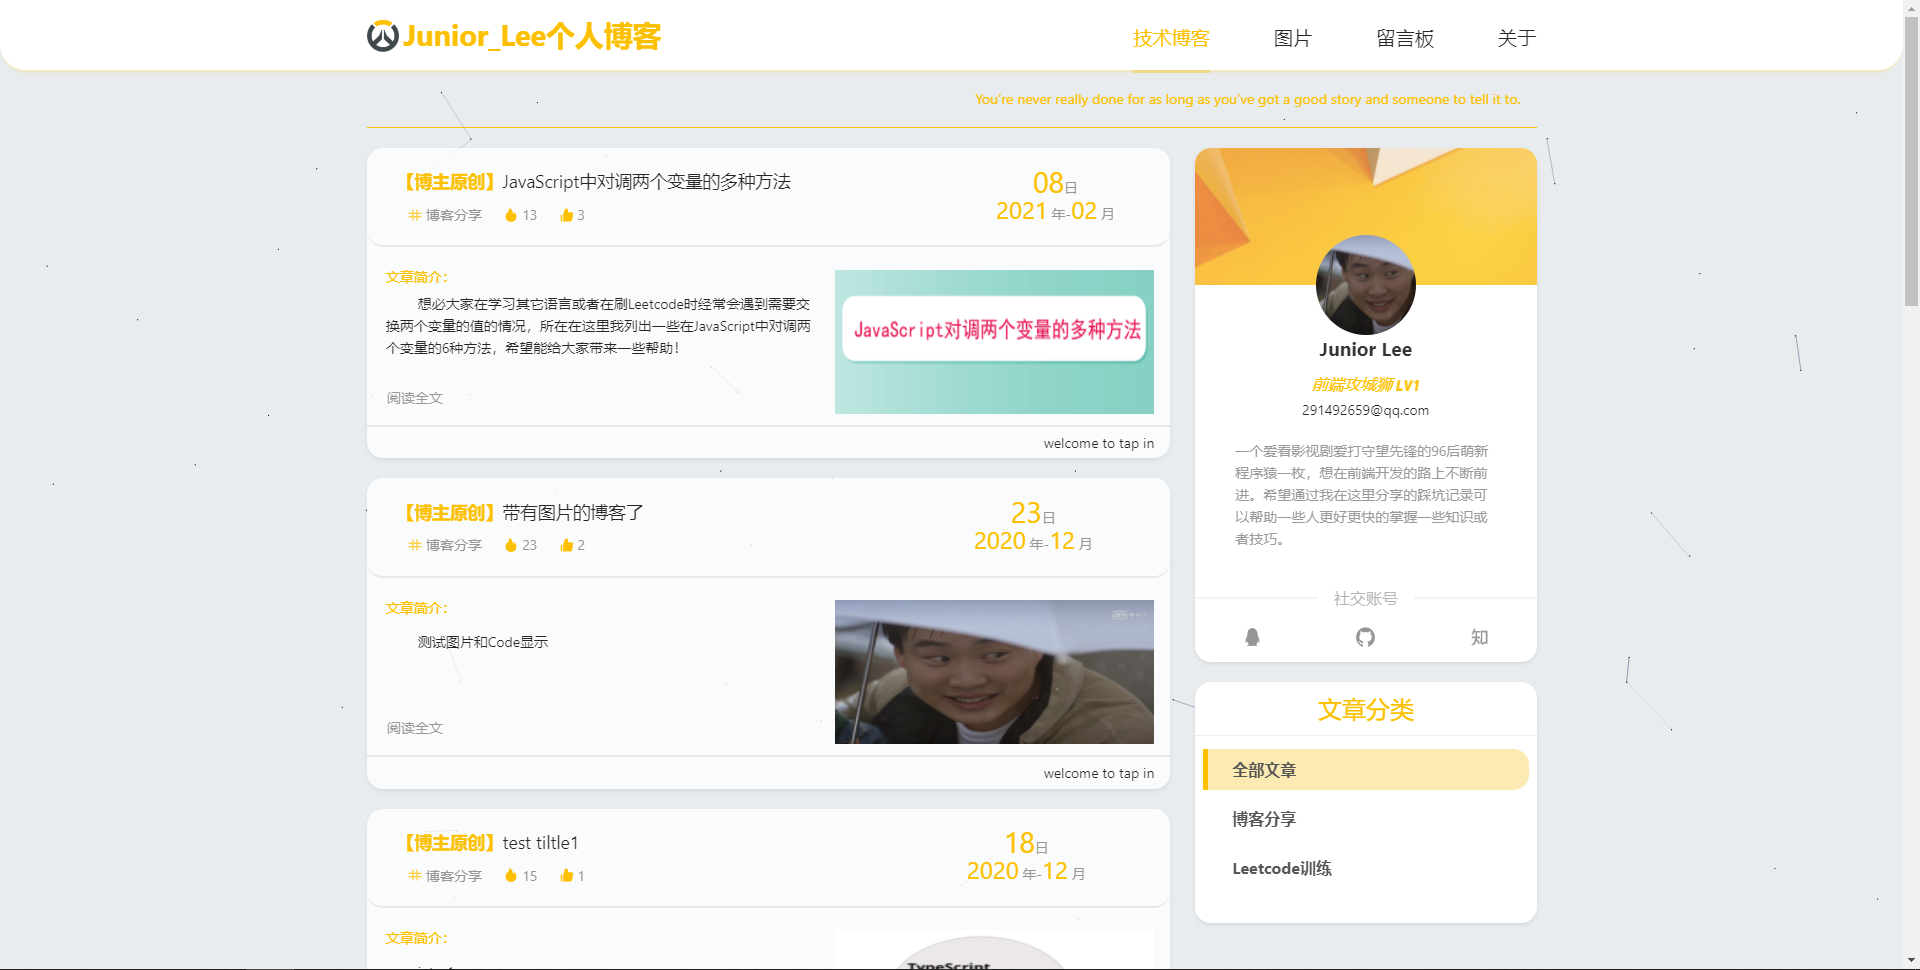 Junior_Lee个人博客
技术博客 图片 留言板 关于
You're never really done for as long as you've got a good story and someone to tell it to.
【博主原创】JavaScript中对调两个变量的多种方法
08日
博客分享 13 3
2021 年-02 月
文章简介：
想必大家在学习其它语言或者在刷Leetcode时经常会遇到需要交
换两个变量的值的情况，所在在这里我列出一些在JavaScript中对调两
个变量的6种方法，希望能给大家带来一些帮助！
阅读全文
JavaScript对调两个变量的多种方法
welcome to tap in
【博主原创】带有图片的博客了
23日
博客分享 23 2
2020 年-12 月
文章简介：
测试图片和Code显示
阅读全文
welcome to tap in
【博主原创】test tiltle1
18日
博客分享 15 1
2020 年-12 月
文章简介：
TypeScript
Junior Lee
前端攻城狮 LV1
291492659@qq.com
一个爱看影视剧爱打守望先锋的96后萌新
程序猿一枚，想在前端开发的路上不断前
进。希望通过我在这里分享的踩坑记录可
以帮助一些人更好更快的掌握一些知识或
者技巧。
社交账号
知
文章分类
全部文章
博客分享
Leetcode训练